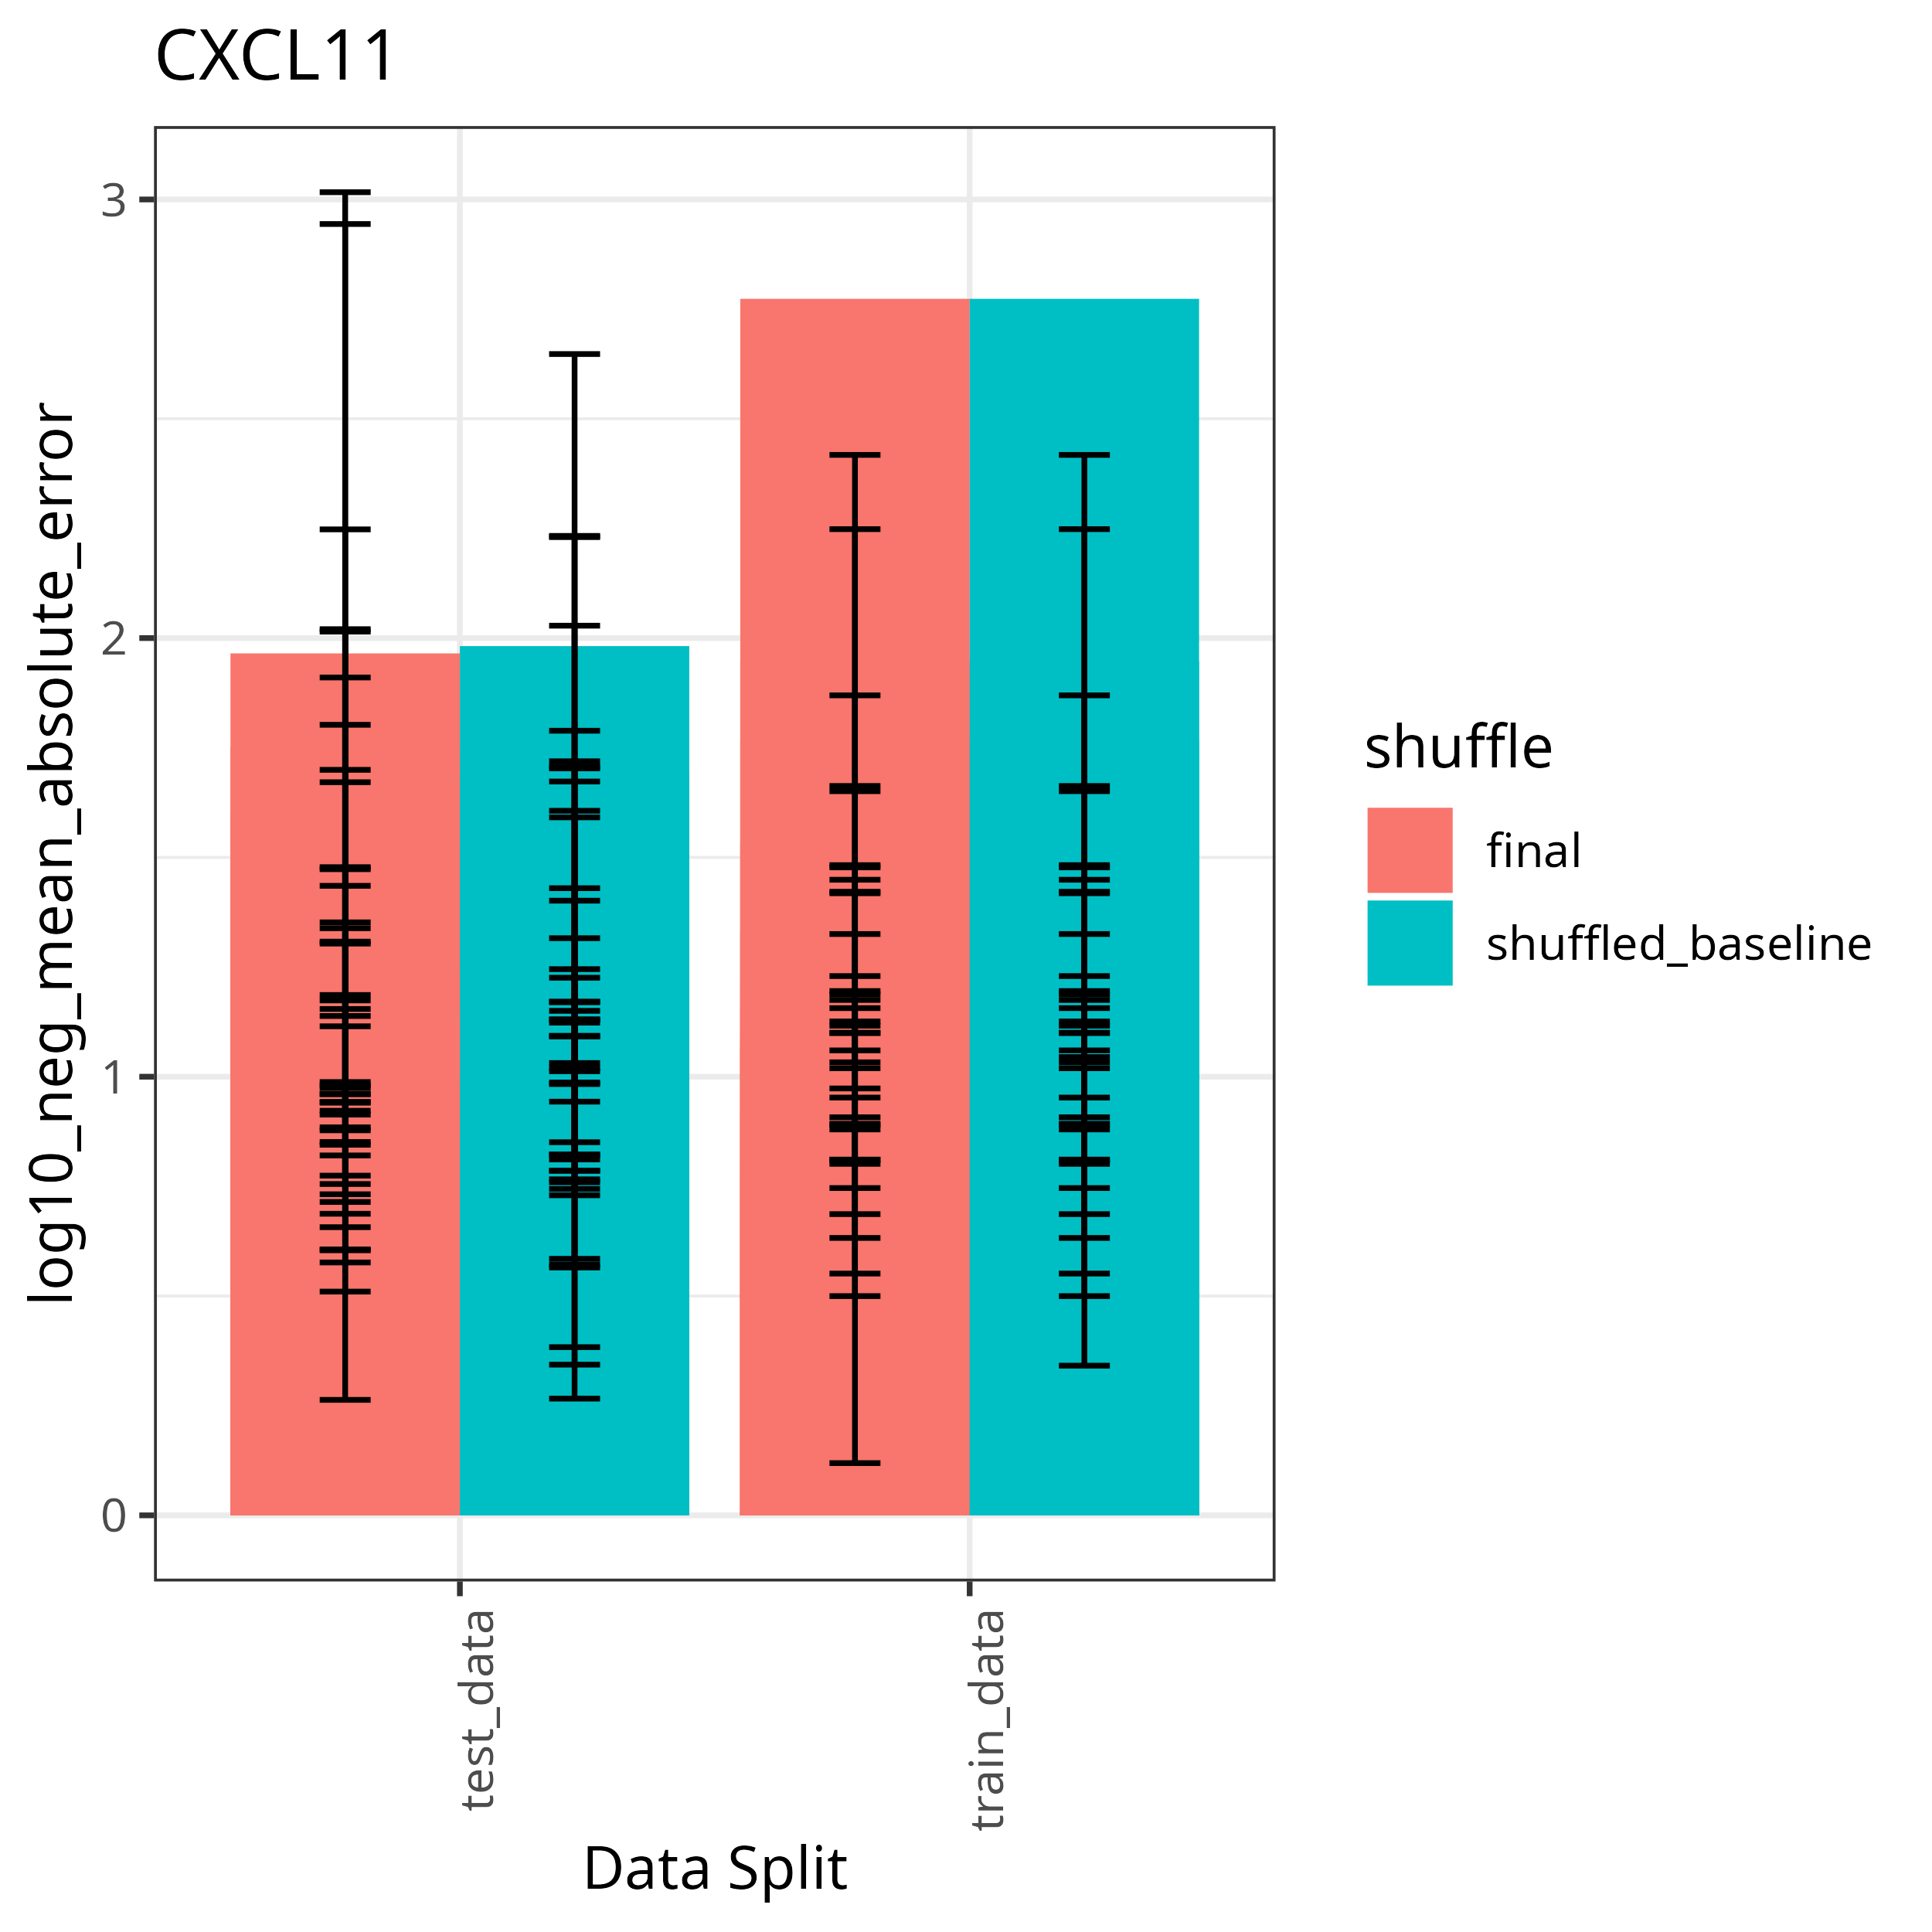 CXCL11
log10_neg_mean_absolute_error
3
2
1
0
test_data
train_data
Data Split
shuffle
final
shuffled_baseline